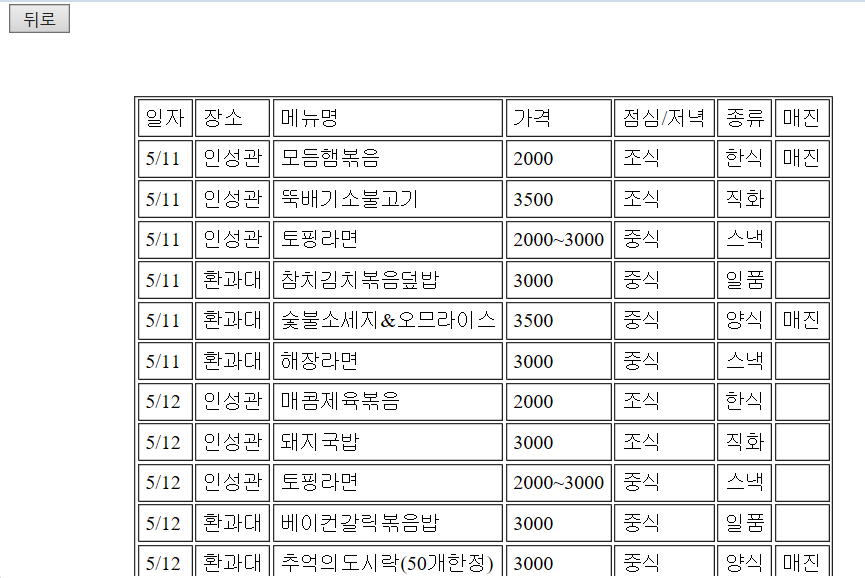 뒤로
일자 장소 메뉴명 가격 점심/저녁 종류 매진
5/11 인성관 모듬햄볶음 2000 조식 한식 매진
5/11 인성관 뚝배기소불고기 3500 조식 직화
5/11 인성관 토핑라면 2000~3000 중식 스낵
5/11 환과대 참치김치볶음덮밥 3000 중식 일품
5/11 환과대 숯불소세지&오므라이스 3500 중식 양식 매진
5/11 환과대 해장라면 3000 중식 스낵
5/12 인성관 매콤제육볶음 2000 조식 한식
5/12 인성관 돼지국밥 3000 조식 직화
5/12 인성관 토핑라면 2000~3000 중식 스낵
5/12 환과대 베이컨갈릭볶음밥 3000 중식 일품
5/12 환과대 추억의도시락(50개한정) 3000 중식 양식 매진